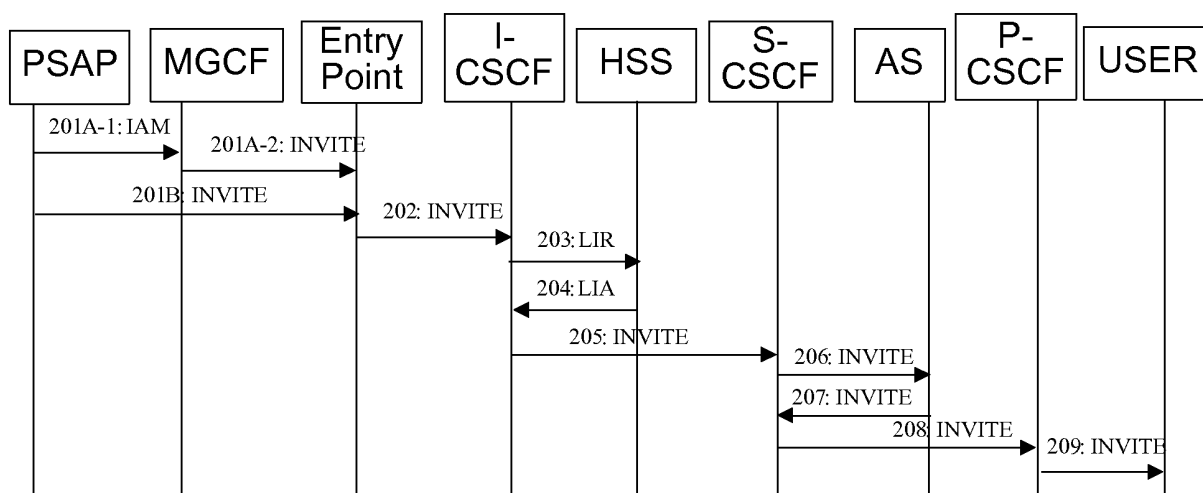 PSAP
MGCF
Entry
Point
I-
CSCF
HSS
S-
CSCF
AS
P-
CSCF
USER
201A-1: IAM
201A-2: INVITE
201B: INVITE
202: INVITE
203: LIR
204: LIA
205: INVITE
206: INVITE
207: INVITE
208: INVITE
209: INVITE